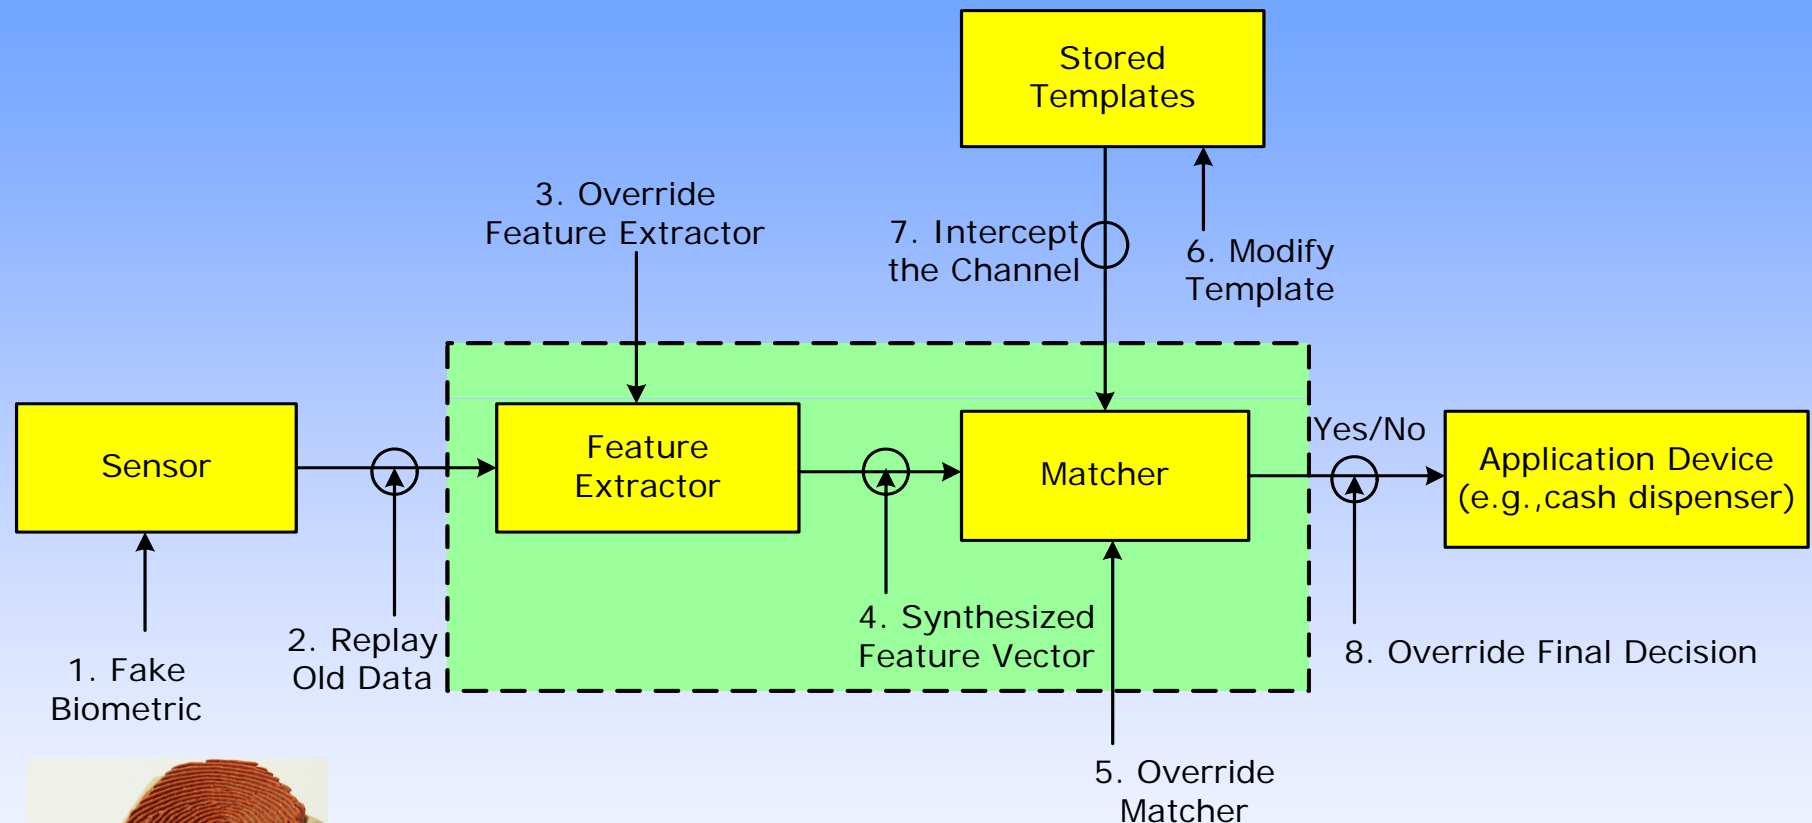 Stored
Templates
3. Override
Feature Extractor
7. Intercept
the Channel
6. Modify
Template
Sensor
Feature
Extractor
Matcher
Yes/No
Application Device
(e.g.,cash dispenser)
1. Fake
Biometric
2. Replay
Old Data
4. Synthesized
Feature Vector
8. Override Final Decision
5. Override
Matcher